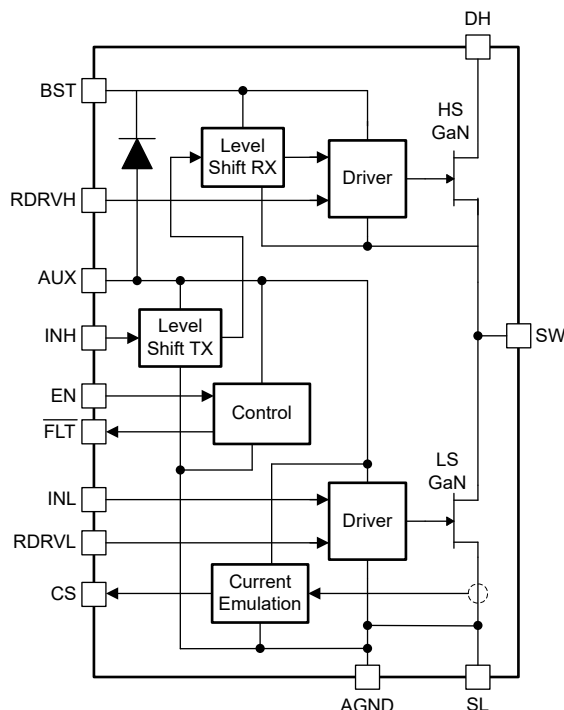 DH
BST
HS
GaN
Level
Shift RX
Driver
RDRVH
AUX
INH
Level
Shift TX
SW
EN
Control
FLT
LS
GaN
INL
Driver
RDRVL
CS
Current
Emulation
AGND
SL